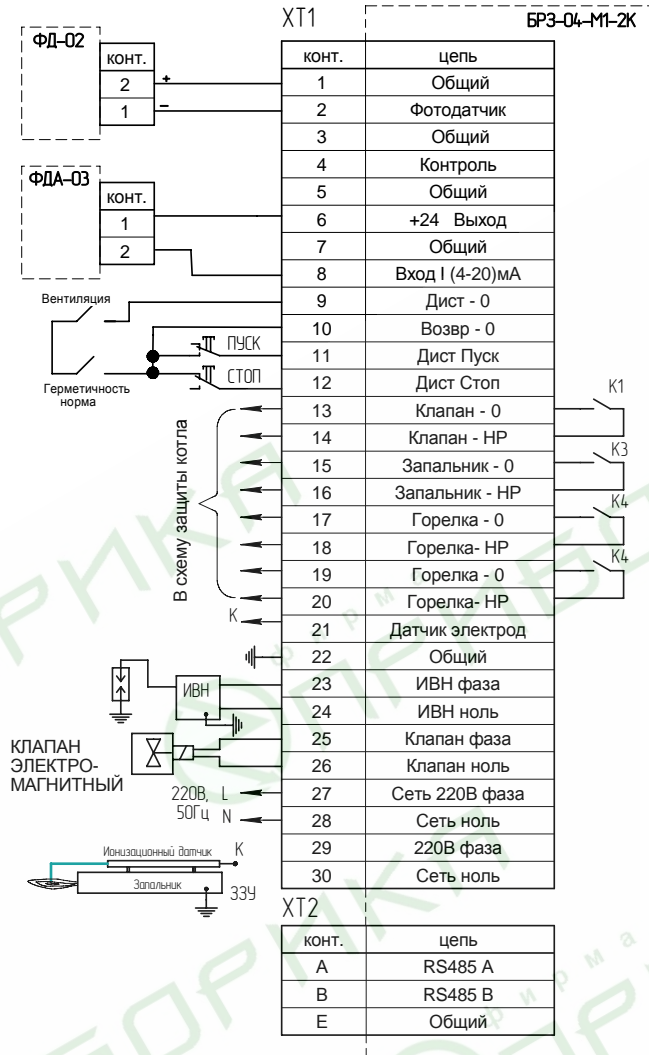 XT1
БРЗ-04-М1-2К
ФД-02
конт.
2 +
1 -
ФДА-03
конт.
1
2
Вентиляция
Герметичность
норма
ПУСК
СТОП
В схему защиты котла
К
ИВН
КЛАПАН
ЭЛЕКТРО-
МАГНИТНЫЙ
220В, L
50Гц N
Ионизационный датчик К
Запальник ЗЗУ
конт. цепь
1 Общий
2 Фотодатчик
3 Общий
4 Контроль
5 Общий
6 +24 Выход
7 Общий
8 Вход I (4-20)мА
9 Дист - 0
10 Возвр - 0
11 Дист Пуск
12 Дист Стоп
13 Клапан - 0
14 Клапан - НР
15 Запальник - 0
16 Запальник - НР
17 Горелка - 0
18 Горелка- НР
19 Горелка - 0
20 Горелка- НР
21 Датчик электрод
22 Общий
23 ИВН фаза
24 ИВН ноль
25 Клапан фаза
26 Клапан ноль
27 Сеть 220В фаза
28 Сеть ноль
29 220В фаза
30 Сеть ноль
К1
К3
К4
К4
XT2
конт. цепь
A RS485 A
B RS485 B
E Общий